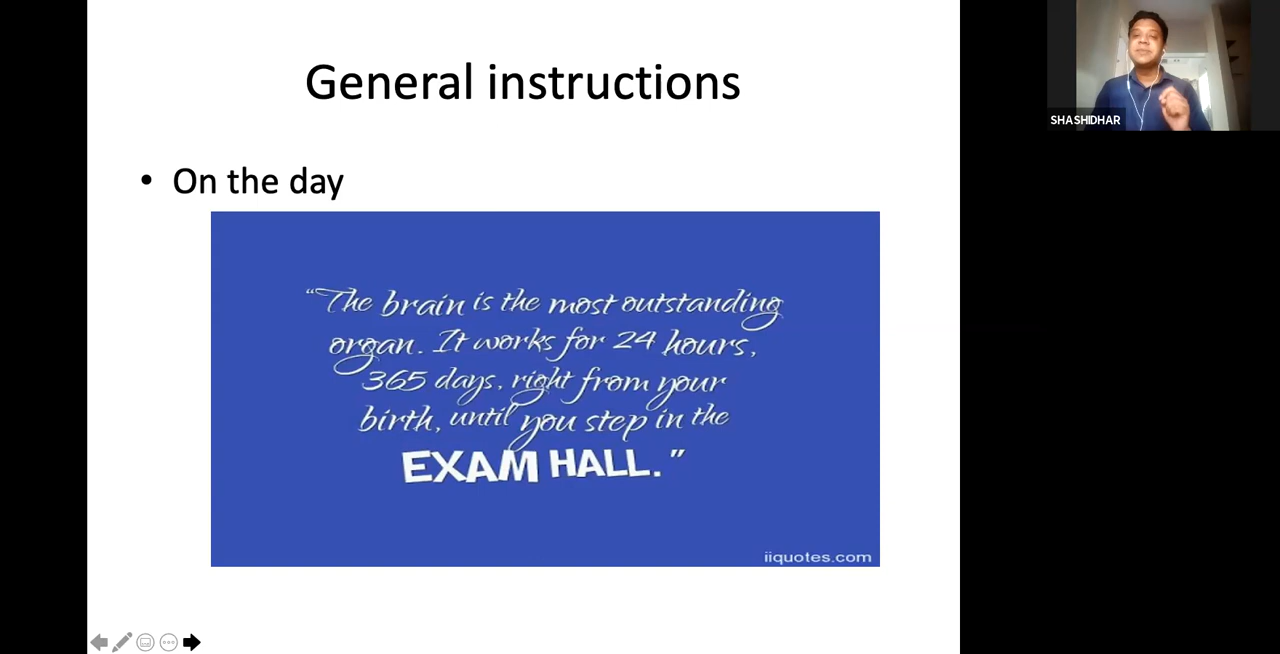 General instructions
• On the day
“The brain is the most outstanding
organ. It works for 24 hours,
365 days, right from your
birth, until you step in the
EXAM HALL.”
iiquotes.com
SHASHIDHAR